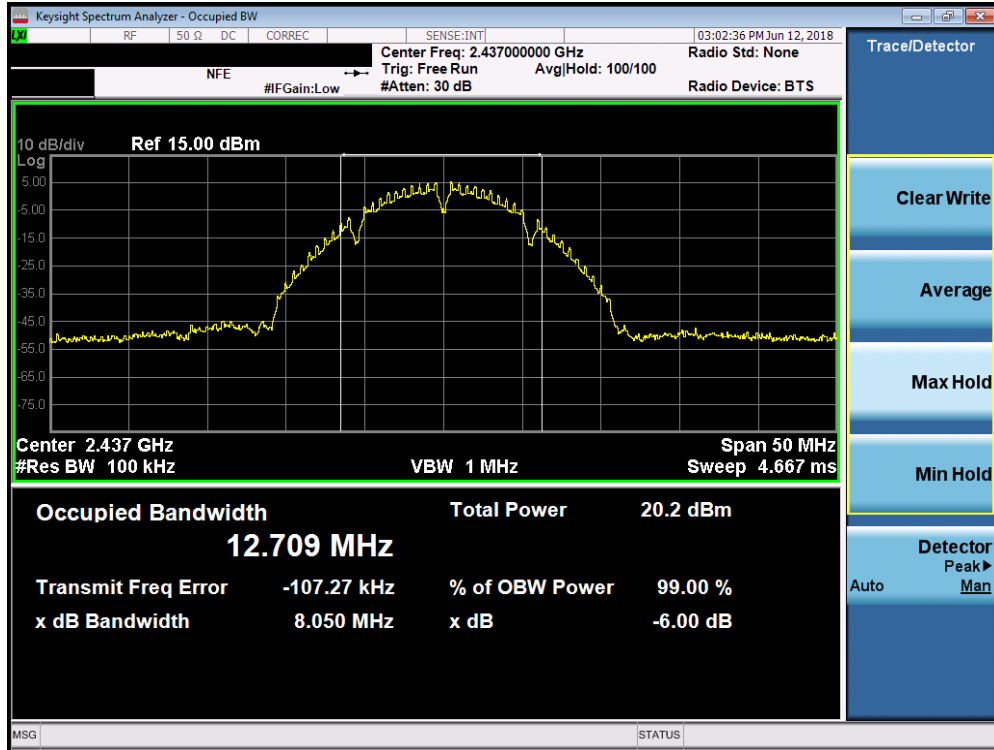 Keysight Spectrum Analyzer - Occupied BW
LXI RF 50 Ω DC CORREC SENSE:INT 03:02:36 PM Jun 12, 2018
Center Freq: 2.437000000 GHz Radio Std: None
NFE Trig: Free Run Avg|Hold: 100/100
#IFGain:Low #Atten: 30 dB Radio Device: BTS
10 dB/div Ref 15.00 dBm
Log
5.00
-5.00
-15.0
-25.0
-35.0
-45.0
-55.0
-65.0
-75.0
Center 2.437 GHz Span 50 MHz
#Res BW 100 kHz VBW 1 MHz Sweep 4.667 ms
Occupied Bandwidth Total Power 20.2 dBm
12.709 MHz
Transmit Freq Error -107.27 kHz % of OBW Power 99.00 %
x dB Bandwidth 8.050 MHz x dB -6.00 dB
Trace/Detector
Clear Write
Average
Max Hold
Min Hold
Detector
Peak
Auto Man
MSG STATUS